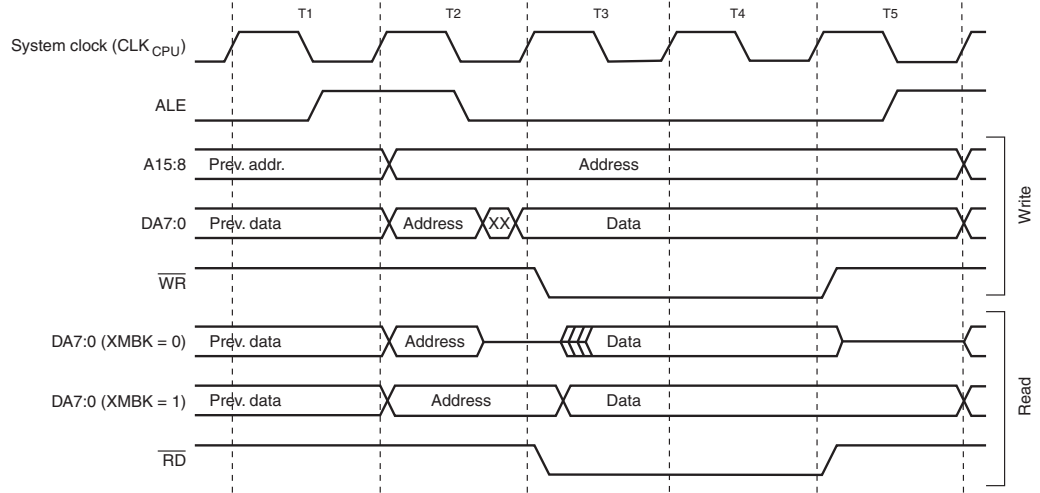 T1 T2 T3 T4 T5
System clock (CLKCPU)
ALE
A15:8 Prev. addr. Address
DA7:0 Prev. data Address XX Data
WR
Write
DA7:0 (XMBK = 0) Prev. data Address Data
DA7:0 (XMBK = 1) Prev. data Address Data
RD
Read